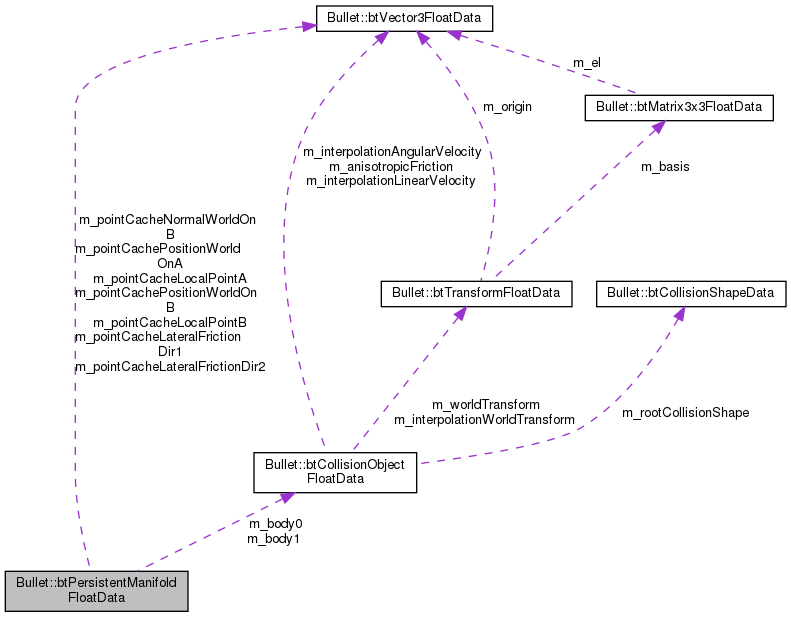 Bullet::btVector3FloatData
m_el
Bullet::btMatrix3x3FloatData
m_origin
m_interpolationAngularVelocity
m_anisotropicFriction
m_interpolationLinearVelocity
m_basis
m_pointCacheNormalWorldOn
B
m_pointCachePositionWorld
OnA
m_pointCacheLocalPointA
m_pointCachePositionWorldOn
B
m_pointCacheLocalPointB
m_pointCacheLateralFriction
Dir1
m_pointCacheLateralFrictionDir2
Bullet::btTransformFloatData
Bullet::btCollisionShapeData
m_worldTransform
m_interpolationWorldTransform
m_rootCollisionShape
Bullet::btCollisionObject
FloatData
m_body0
m_body1
Bullet::btPersistentManifold
FloatData